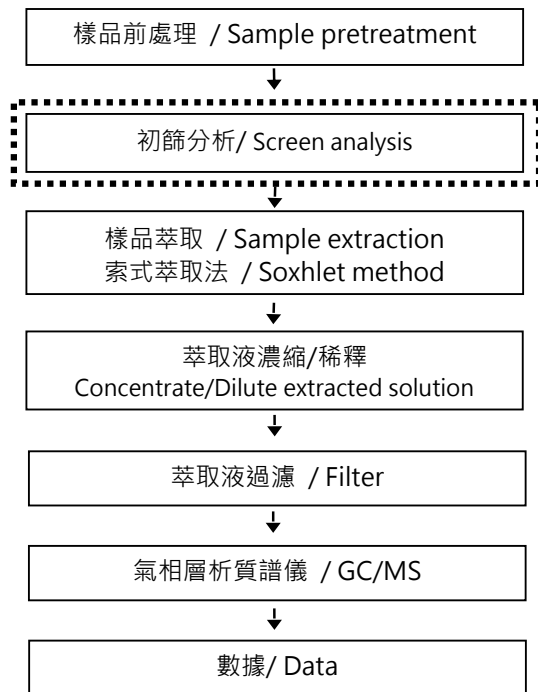 樣品前處理 / Sample pretreatment
初篩分析/ Screen analysis
樣品萃取 / Sample extraction
索式萃取法 / Soxhlet method
萃取液濃縮/稀釋
Concentrate/Dilute extracted solution
萃取液過濾 / Filter
氣相層析質譜儀 / GC/MS
數據/ Data